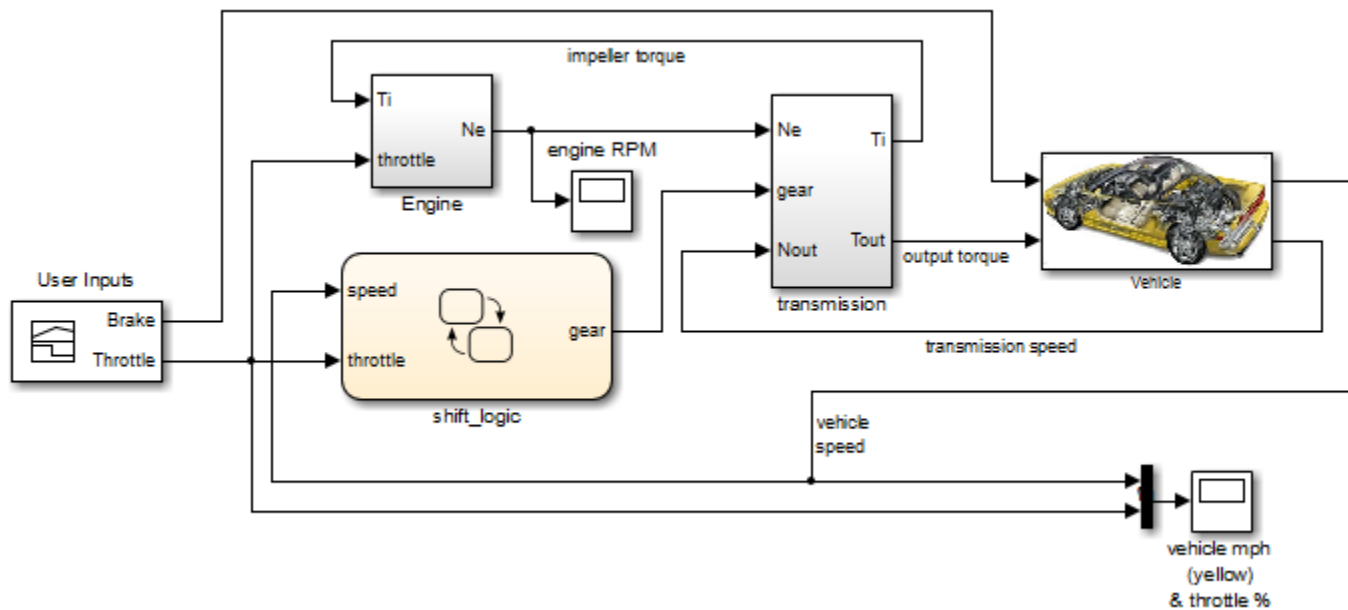 impeller torque
Ti
Ne
throttle
Engine
engine RPM
Ne
Ti
gear
Nout
Tout
transmission
output torque
Vehicle
transmission speed
User Inputs
Brake
Throttle
speed
gear
throttle
shift_logic
vehicle
speed
vehicle mph
(yellow)
& throttle %